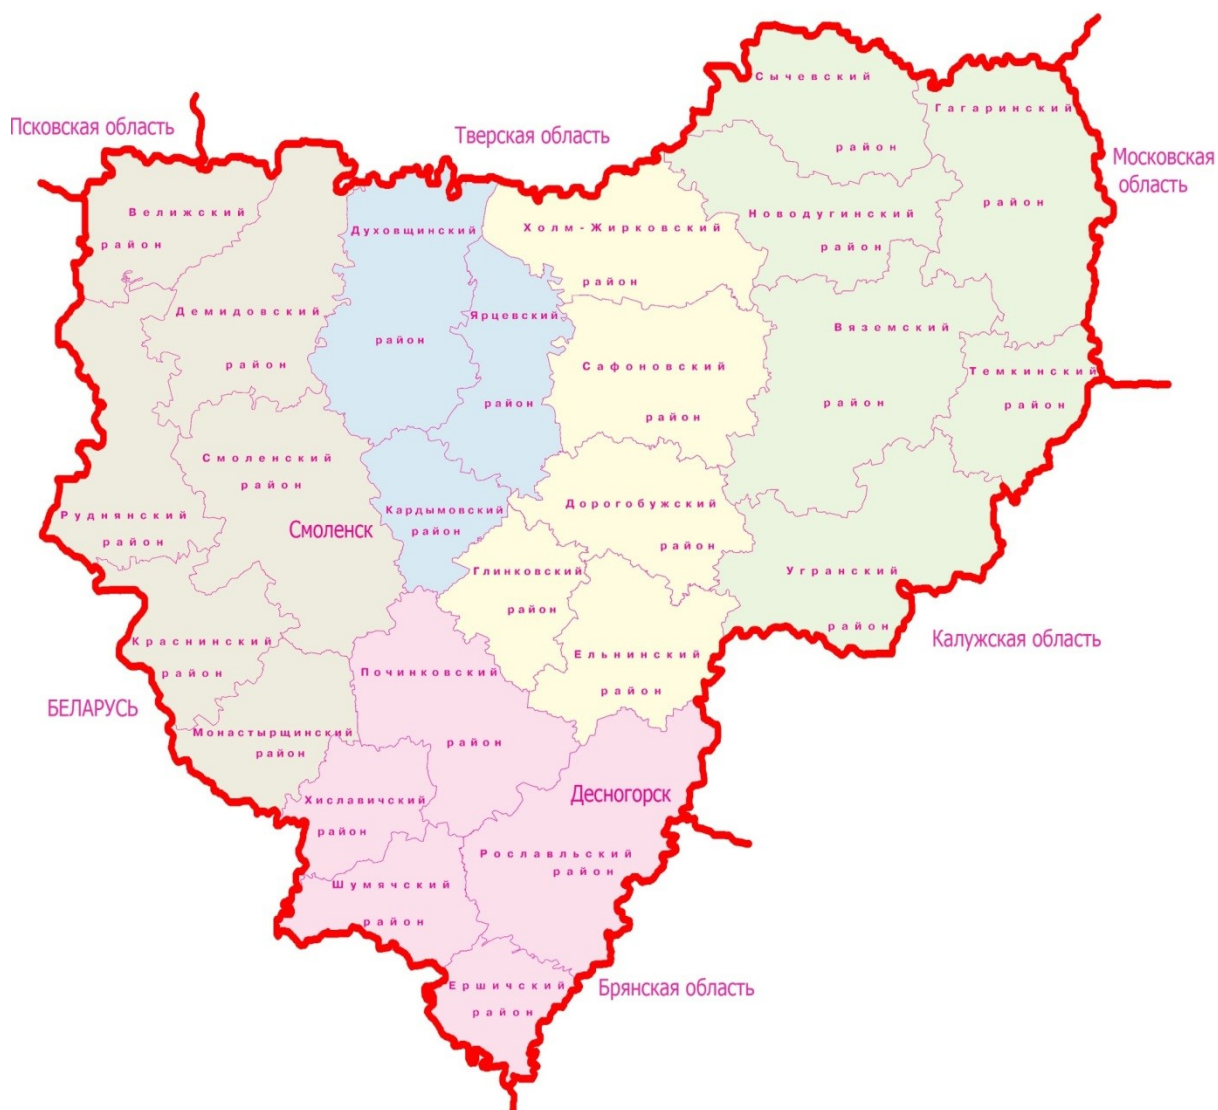 Псковская область
Тверская область
Московская
область
Сычевский
район
Гагаринский
район
Велижский
район
Духовщинский
район
Холм-Жирковский
район
Новодугинский
район
Демидовский
район
Ярцевский
район
Сафоновский
район
Вяземский
район
Темкинский
район
Смоленский
район
Смоленск
Руднянский
район
Кардымовский
район
Дорогобужский
район
Глинковский
район
Угранский
район
Калужская область
Краснинский
район
Ельнинский
район
Починковский
район
БЕЛАРУСЬ
Монастырщинский
район
Хиславичский
район
Десногорск
Рославльский
район
Шумячский
район
Ершичский
район
Брянская область